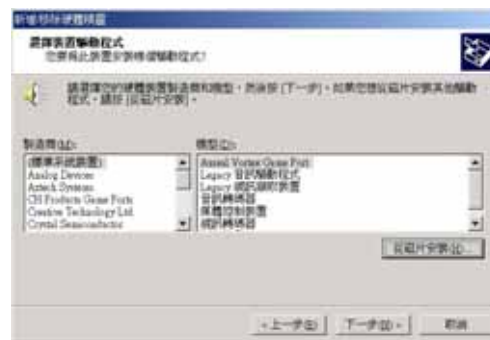 新增移除硬體精靈
選擇裝置驅動程式
您要為此裝置安裝哪個驅動程式?
請選擇您的硬體裝置製造商和機型,然後按 [下一步]。如果您想從磁片安裝其他驅動
程式,請按 [從磁片安裝]。
製造商(M):
(標準系統裝置)
Analog Devices
Aztech Systems
CH Products Game Ports
Creative Technology Ltd.
Crystal Semiconductor
機型(D):
Aureal Vortex Game Port
Legacy 音訊驅動程式
Legacy 視訊擷取裝置
音訊轉碼器
媒體控制裝置
視訊轉碼器
從磁片安裝(H)...
< 上一步(B)
下一步(N) >
取消